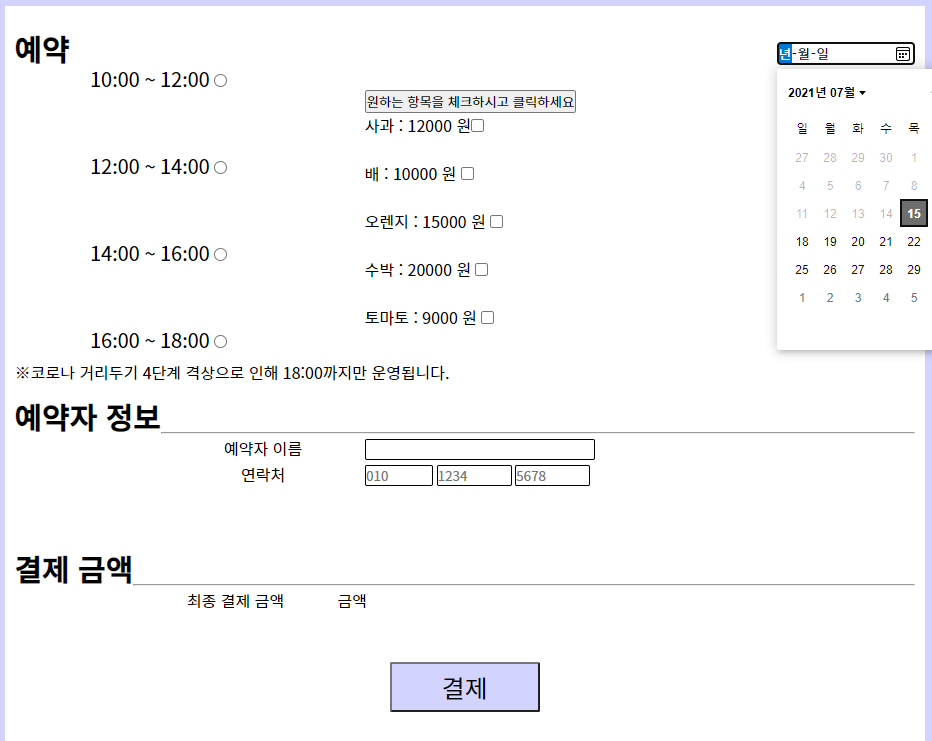 예약
년-월-일
2021년 07월
일 월 화 수 목
27 28 29 30 1
4 5 6 7 8
11 12 13 14 15
18 19 20 21 22
25 26 27 28 29
1 2 3 4 5
10:00 ~ 12:00
12:00 ~ 14:00
14:00 ~ 16:00
16:00 ~ 18:00
원하는 항목을 체크하시고 클릭하세요
사과 : 12000 원
배 : 10000 원
오렌지 : 15000 원
수박 : 20000 원
토마토 : 9000 원
※코로나 거리두기 4단계 격상으로 인해 18:00까지만 운영됩니다.
예약자 정보
예약자 이름
연락처 010 1234 5678
결제 금액
최종 결제 금액 금액
결제